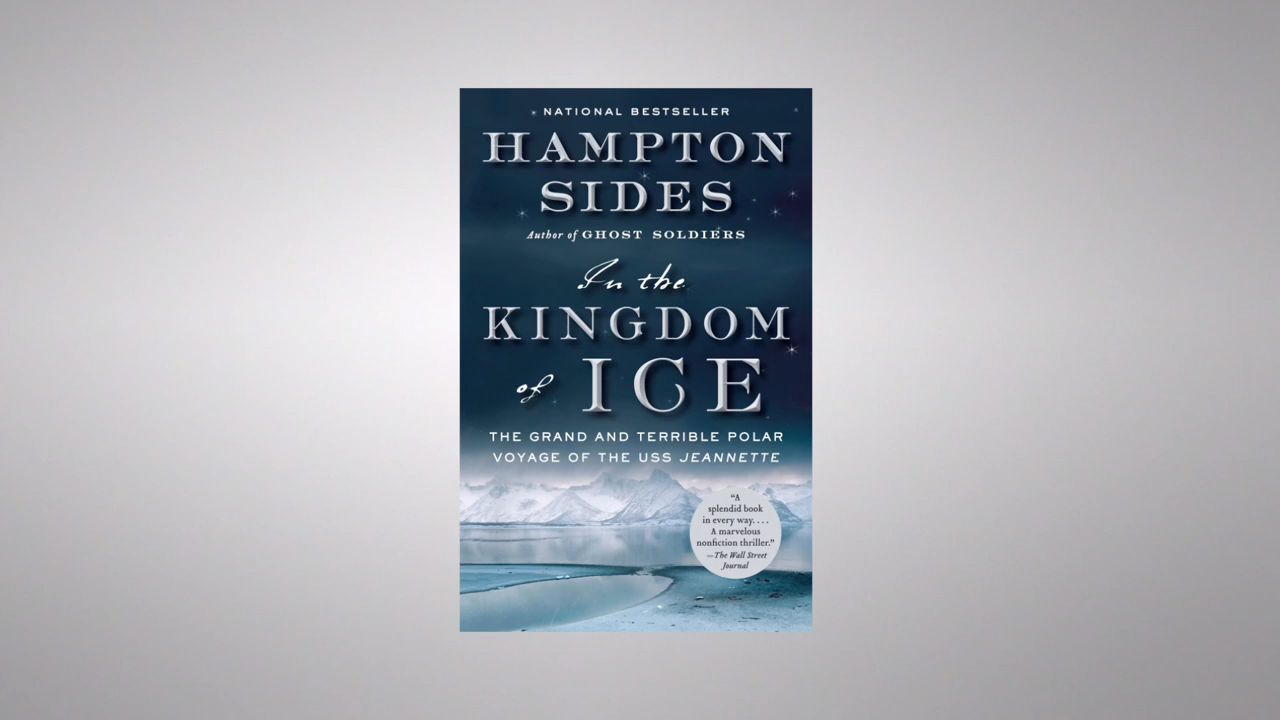 NATIONAL BESTSELLER
HAMPTON
SIDES
Author of GHOST SOLDIERS
In the
KINGDOM
of ICE
THE GRAND AND TERRIBLE POLAR
VOYAGE OF THE USS JEANNETTE
“A
splendid book
in every way. . . .
A marvelous
nonfiction thriller.”
—The Wall Street
Journal